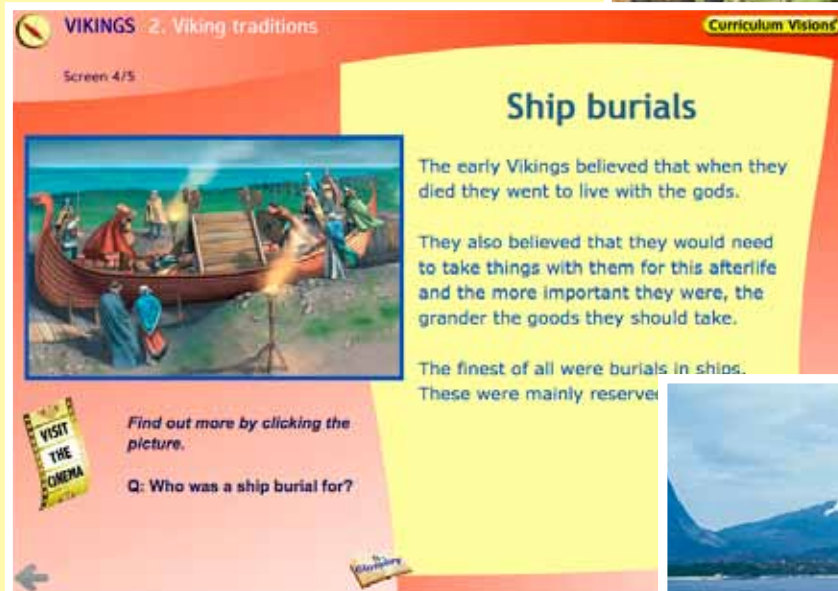 VIKINGS 2. Viking traditions
Curriculum Visions
Screen 4/5
Ship burials
The early Vikings believed that when they
died they went to live with the gods.
They also believed that they would need
to take things with them for this afterlife
and the more important they were, the
grander the goods they should take.
The finest of all were burials in ships.
These were mainly reserved
VISIT
THE
CINEMA
Find out more by clicking the
picture.
Q: Who was a ship burial for?
Glossary